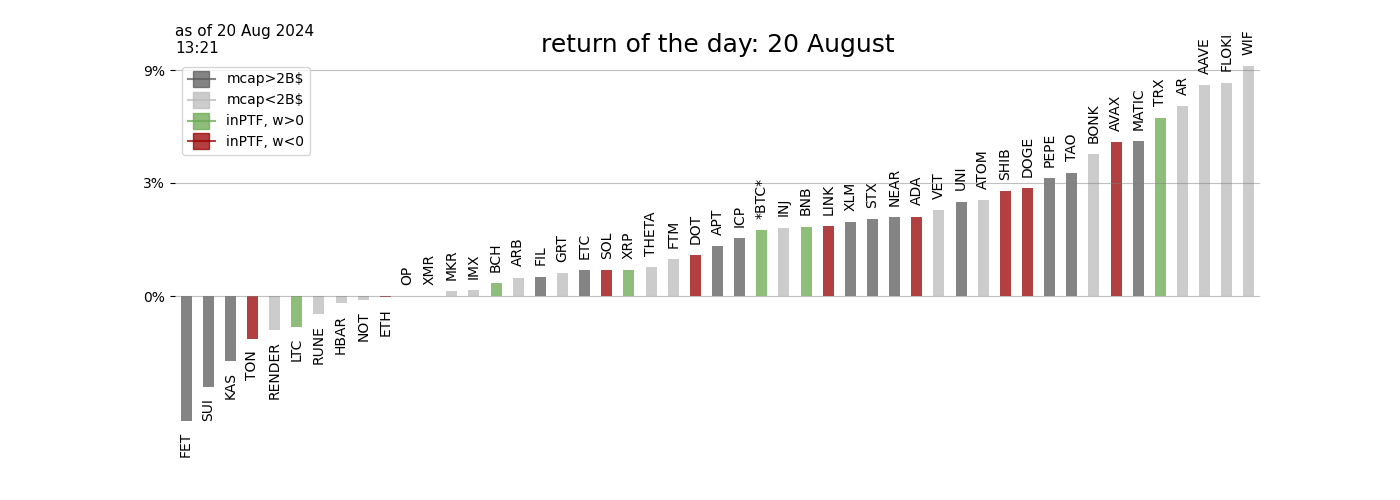 as of 20 Aug 2024
13:21
return of the day: 20 August
mcap>2B$
mcap<2B$
inPTF, w>0
inPTF, w<0
9%
3%
0%
FET
SUI
KAS
TON
RENDER
LTC
RUNE
HBAR
NOT
ETH
OP
XMR
MKR
IMX
BCH
ARB
FIL
GRT
ETC
SOL
XRP
THETA
FTM
DOT
APT
ICP
*BTC*
INJ
BNB
LINK
XLM
STX
NEAR
ADA
VET
UNI
ATOM
SHIB
DOGE
PEPE
TAO
BONK
AVAX
MATIC
TRX
AR
AAVE
FLOKI
WIF